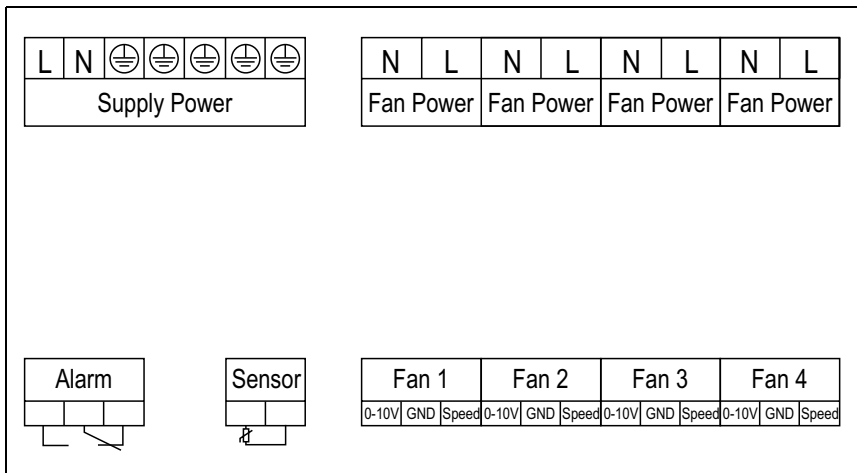 L N
Supply Power
N L N L N L N L
Fan Power Fan Power Fan Power Fan Power
Alarm
Sensor
Fan 1 Fan 2 Fan 3 Fan 4
0-10V GND Speed 0-10V GND Speed 0-10V GND Speed 0-10V GND Speed